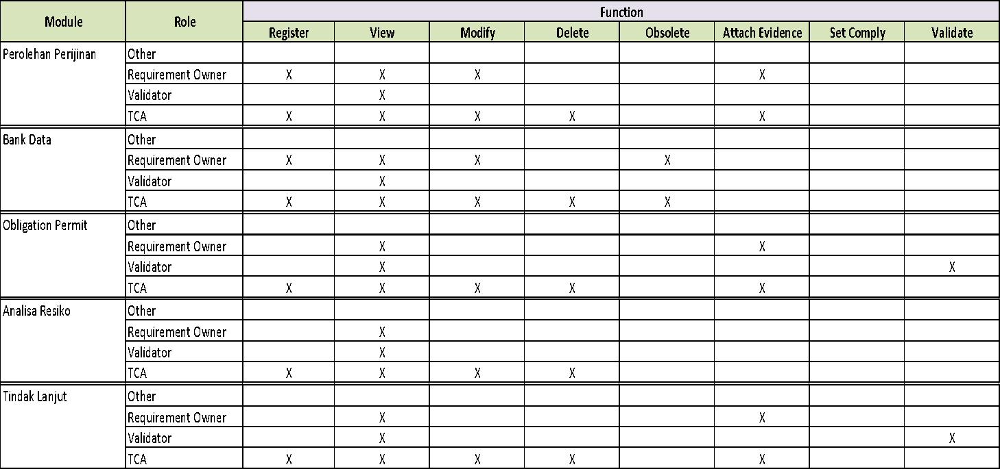 Module Role Function
Register View Modify Delete Obsolete Attach Evidence Set Comply Validate
Perolehan Perijinan Other
Requirement Owner X X X X
Validator X
TCA X X X X X
Bank Data Other
Requirement Owner X X X X
Validator X
TCA X X X X X
Obligation Permit Other
Requirement Owner X X
Validator X X
TCA X X X X X
Analisa Resiko Other
Requirement Owner X
Validator X
TCA X X X X
Tindak Lanjut Other
Requirement Owner X X
Validator X X
TCA X X X X X